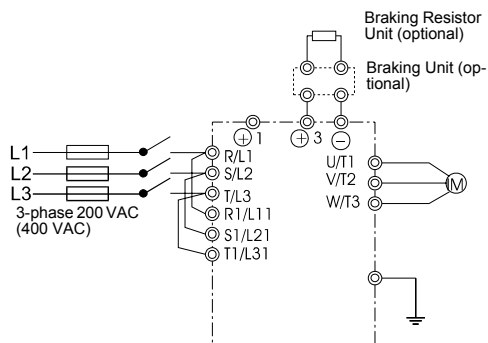 Braking Resistor
Unit (optional)
Braking Unit (op-
tional)
+ 1
+ 3
−
L1
L2
L3
3-phase 200 VAC
(400 VAC)
R/L1
S/L2
T/L3
R1/L11
S1/L21
T1/L31
U/T1
V/T2
W/T3
M